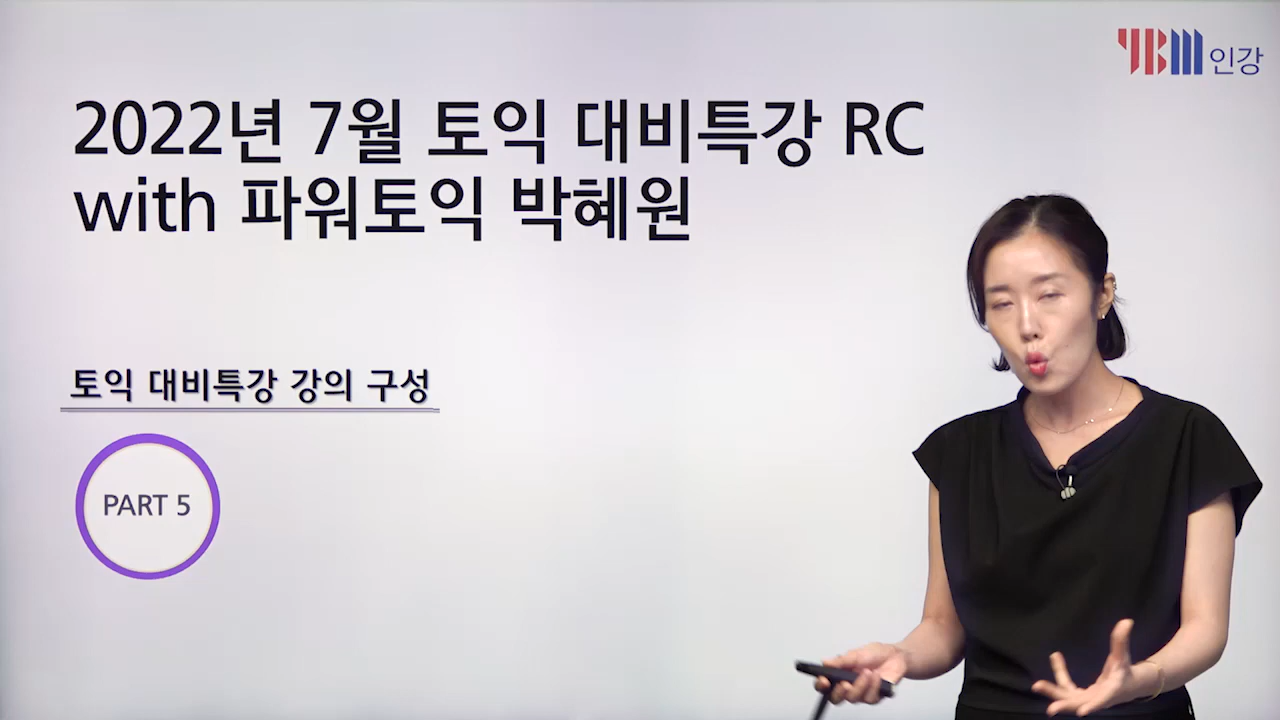 YBM 인강
2022년 7월 토익 대비특강 RC
with 파워토익 박혜원
토익 대비특강 강의 구성
PART 5